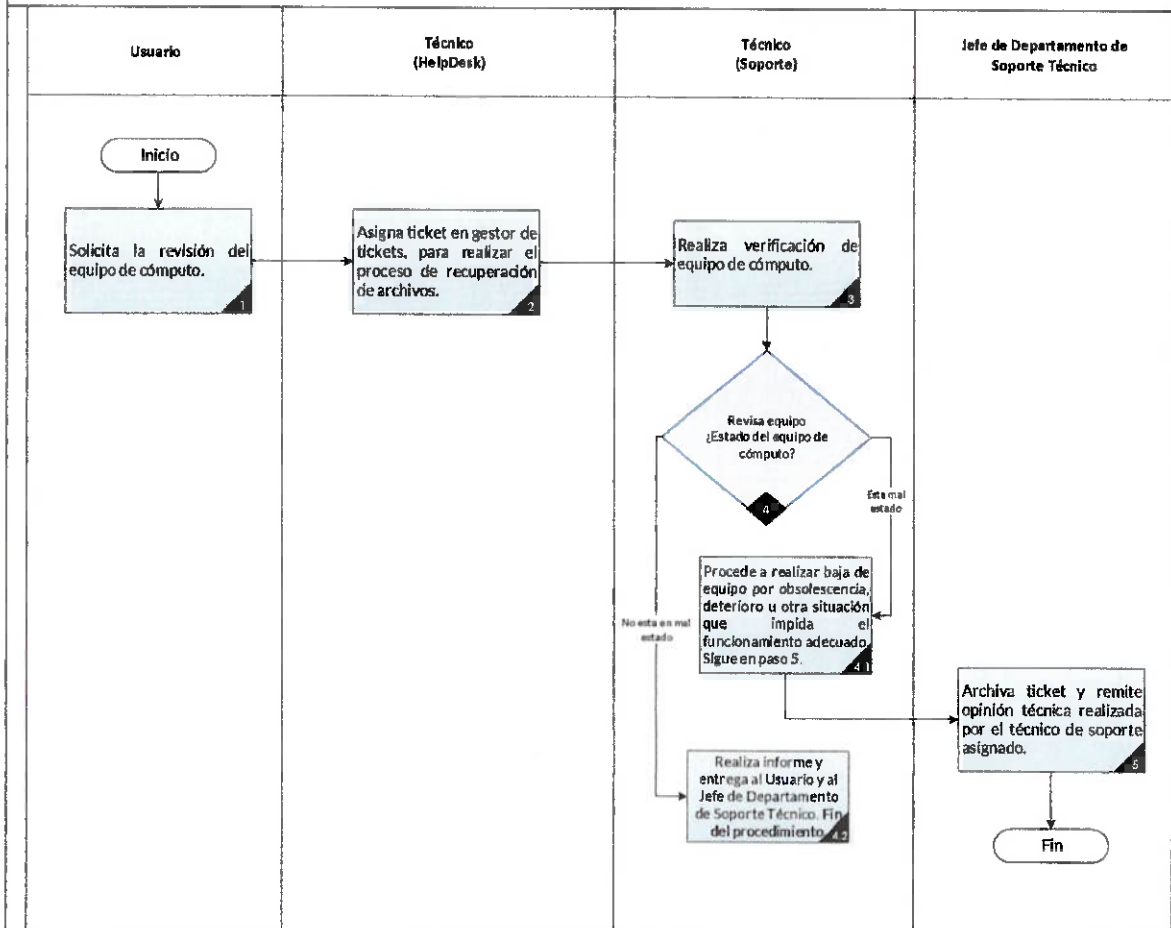 Usuario
Técnico
(HelpDesk)
Técnico
(Soporte)
Jefe de Departamento de
Soporte Técnico
Inicio
Solicita la revisión del
equipo de cómputo.
1
Asigna ticket en gestor de
tickets, para realizar el
proceso de recuperación
de archivos.
2
Realiza verificación de
equipo de cómputo.
3
Revisa equipo
¿Estado del equipo de
cómputo?
4
Esta mal
estado
No esta en mal
estado
Procede a realizar baja de
equipo por obsolescencia,
deterioro u otra situación
que impida el
funcionamiento adecuado.
Sigue en paso 5.
4.1
Realiza informe y
entrega al Usuario y al
Jefe de Departamento
de Soporte Técnico. Fin
del procedimiento.
4.2
Archiva ticket y remite
opinión técnica realizada
por el técnico de soporte
asignado.
5
Fin